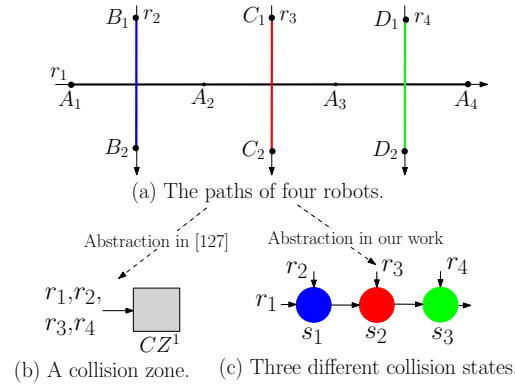 B₁ r₂ C₁ r₃ D₁ r₄
r₁
A₁ A₂ A₃ A₄
B₂ C₂ D₂
(a) The paths of four robots.
Abstraction in [127] Abstraction in our work
r₂ r₃ r₄
r₁,r₂,
r₃,r₄
r₁
CZ¹ s₁ s₂ s₃
(b) A collision zone. (c) Three different collision states.